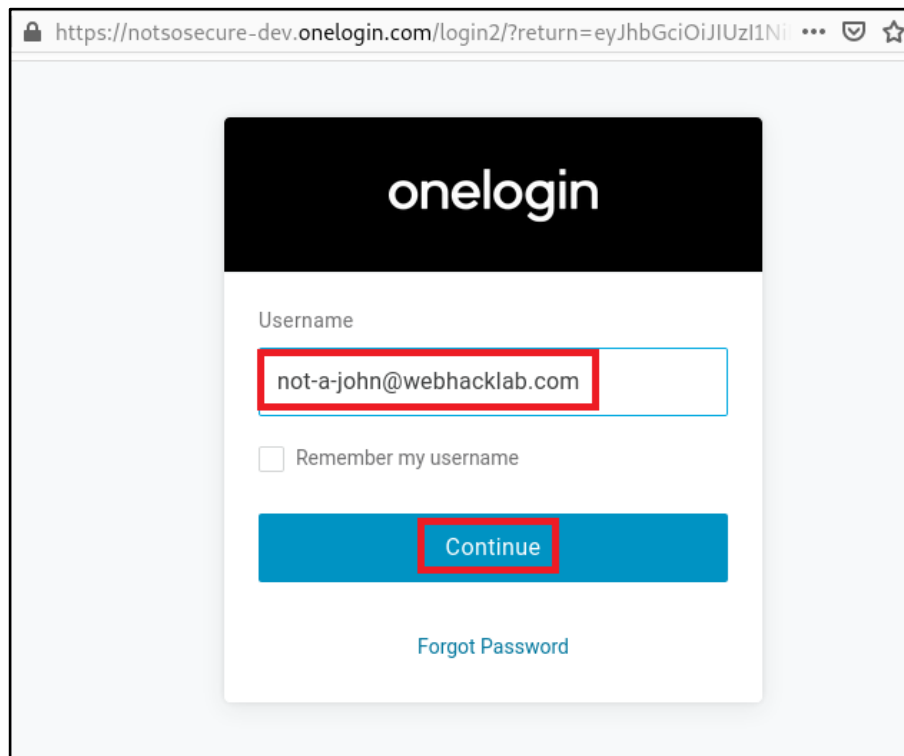 https://notsosecure-dev.onelogin.com/login2/?return=eyJhbGciOiJIUzI1Ni
onelogin
Username
not-a-john@webhacklab.com
Remember my username
Continue
Forgot Password